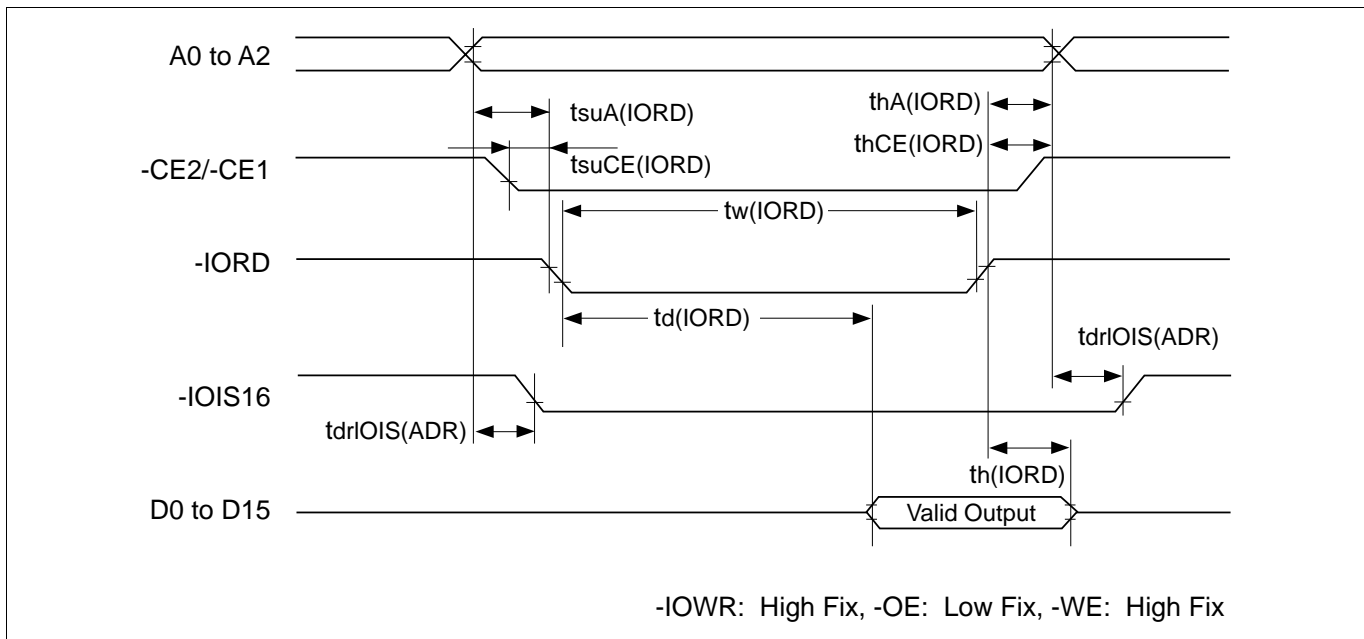 A0 to A2
tsuA(IORD)
thA(IORD)
-CE2/-CE1
tsuCE(IORD)
thCE(IORD)
tw(IORD)
-IORD
td(IORD)
tdrIOIS(ADR)
-IOIS16
tdrIOIS(ADR)
th(IORD)
D0 to D15
Valid Output
-IOWR: High Fix, -OE: Low Fix, -WE: High Fix